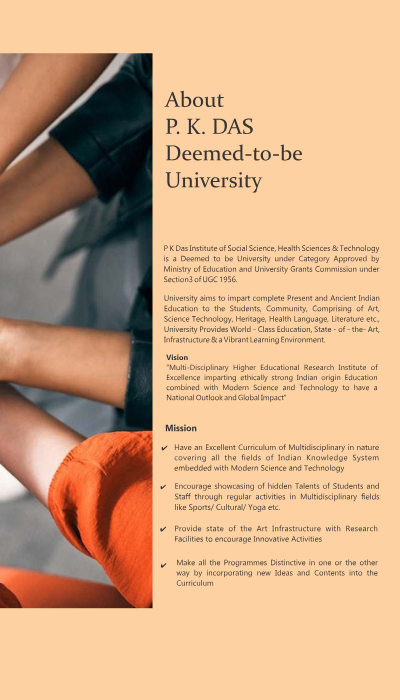 About
P. K. DAS
Deemed-to-be
University
P K Das Institute of Social Science, Health Sciences & Technology
is a Deemed to be University under Category Approved by
Ministry of Education and University Grants Commission under
Section3 of UGC 1956.
University aims to impart complete Present and Ancient Indian
Education to the Students, Community, Comprising of Art,
Science Technology, Heritage, Health Language, Literature etc.,
University Provides World - Class Education, State - of - the- Art,
Infrastructure & a Vibrant Learning Environment.
Vision
"Multi-Disciplinary Higher Educational Research Institute of
Excellence imparting ethically strong Indian origin Education
combined with Modern Science and Technology to have a
National Outlook and Global Impact"
Mission
✔ Have an Excellent Curriculum of Multidisciplinary in nature
covering all the fields of Indian Knowledge System
embedded with Modern Science and Technology
✔ Encourage showcasing of hidden Talents of Students and
Staff through regular activities in Multidisciplinary fields
like Sports/ Cultural/ Yoga etc.
✔ Provide state of the Art Infrastructure with Research
Facilities to encourage Innovative Activities
✔ Make all the Programmes Distinctive in one or the other
way by incorporating new Ideas and Contents into the
Curriculum